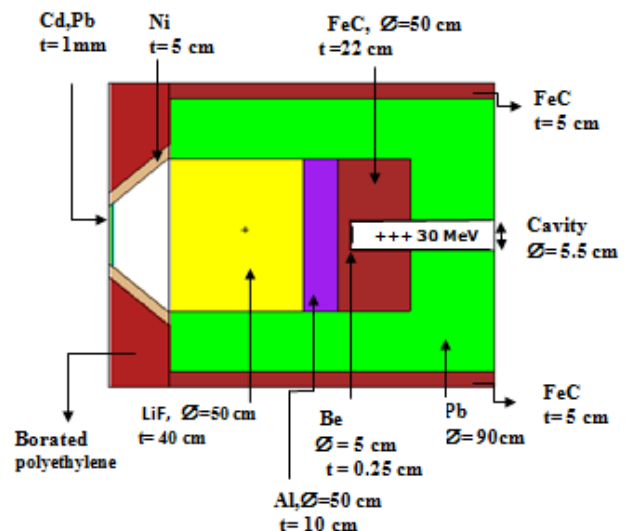 Cd,Pb
t= 1mm
Ni
t= 5 cm
FeC, Ø=50 cm
t =22 cm
FeC
t= 5 cm
+++ 30 MeV
Cavity
Ø= 5.5 cm
LiF, Ø=50 cm
t= 40 cm
Be
Ø = 5 cm
t = 0.25 cm
Pb
Ø= 90cm
FeC
t= 5 cm
Borated
polyethylene
Al,Ø=50 cm
t= 10 cm